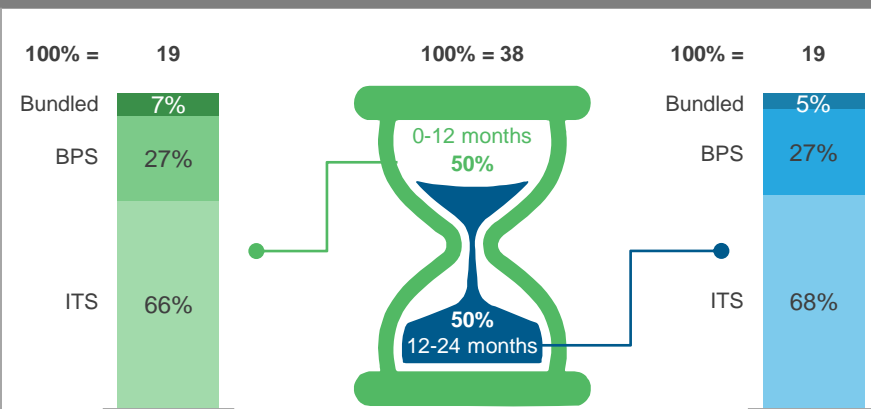 100% = 19
Bundled 7%
BPS 27%
ITS 66%
100% = 38
0-12 months
50%
50%
12-24 months
100% = 19
Bundled 5%
BPS 27%
ITS 68%